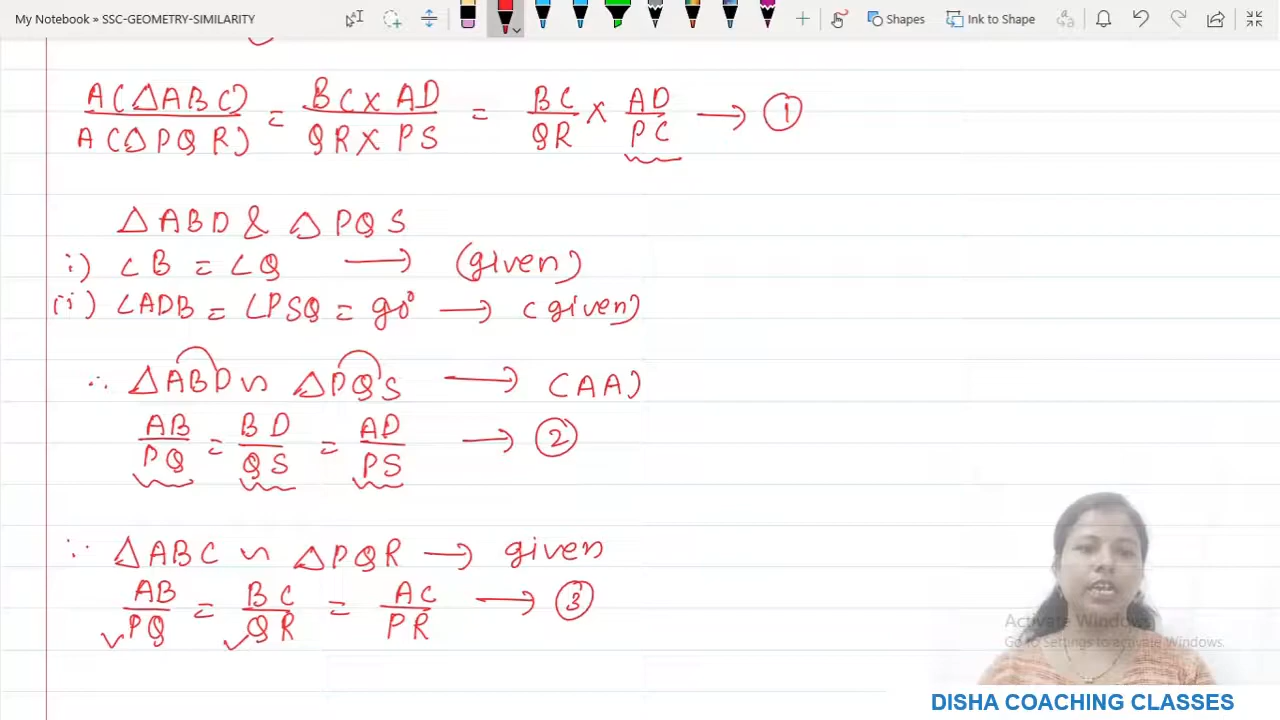 My Notebook » SSC-GEOMETRY-SIMILARITY Shapes Ink to Shape
A(△ABC)/A(△PQR) = BC×AD/QR×PS = BC/QR × AD/PC → ①
△ABD & △PQS
i) ∠B = ∠Q → (given)
(ii) ∠ADB = ∠PSQ = 90° → (given)
∴ △ABD ~ △PQS → (AA)
AB/PQ = BD/QS = AD/PS → ②
∵ △ABC ~ △PQR → given
AB/PQ = BC/QR = AC/PR → ③
Activate Windows
Go to Settings to activate Windows.
DISHA COACHING CLASSES